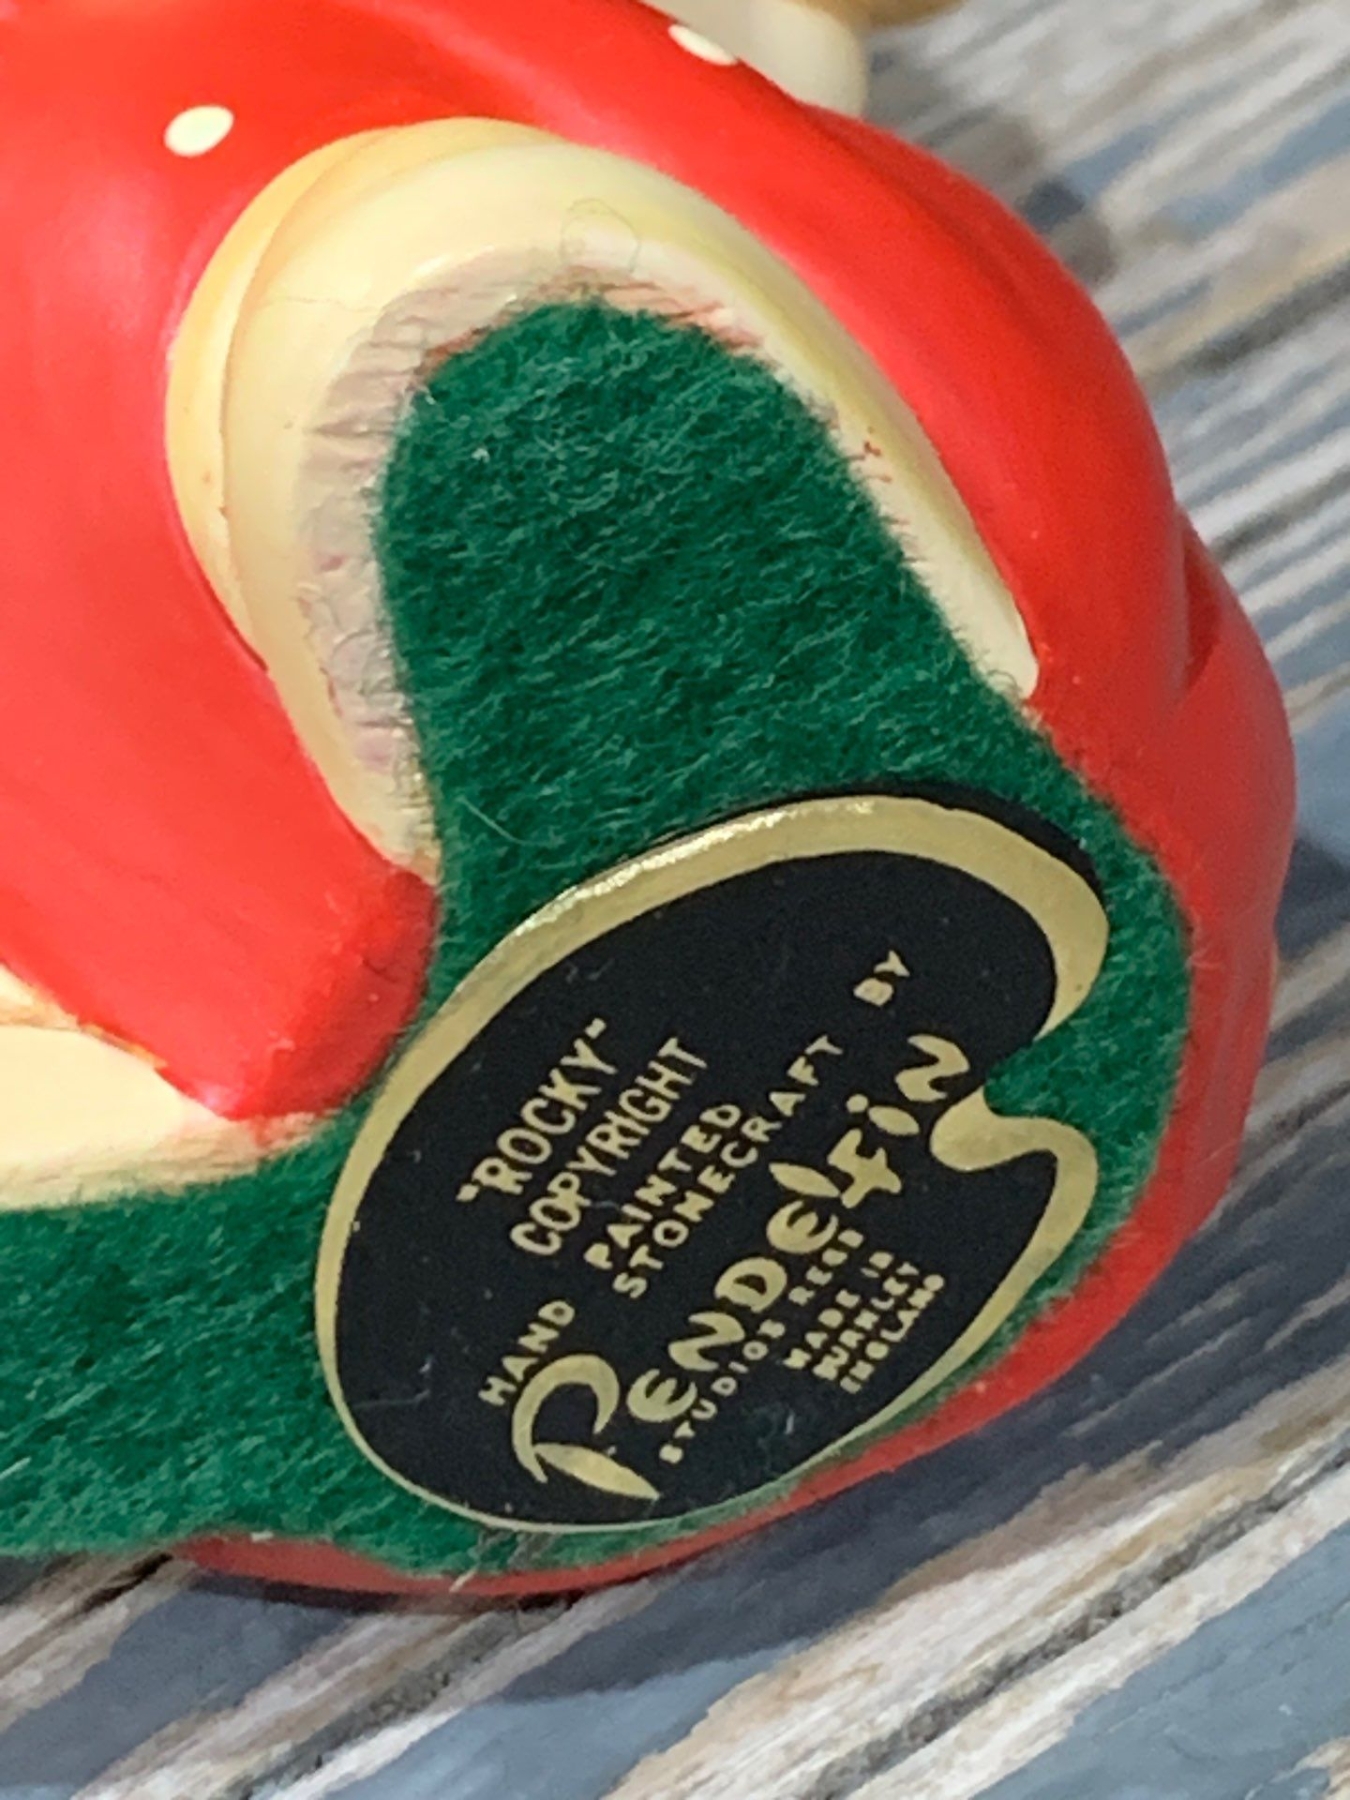 "ROCKY"
COPYRIGHT
HAND PAINTED
STONECRAFT BY
PENDELFIN
STUDIOS REGD
MADE IN
BURNLEY
ENGLAND